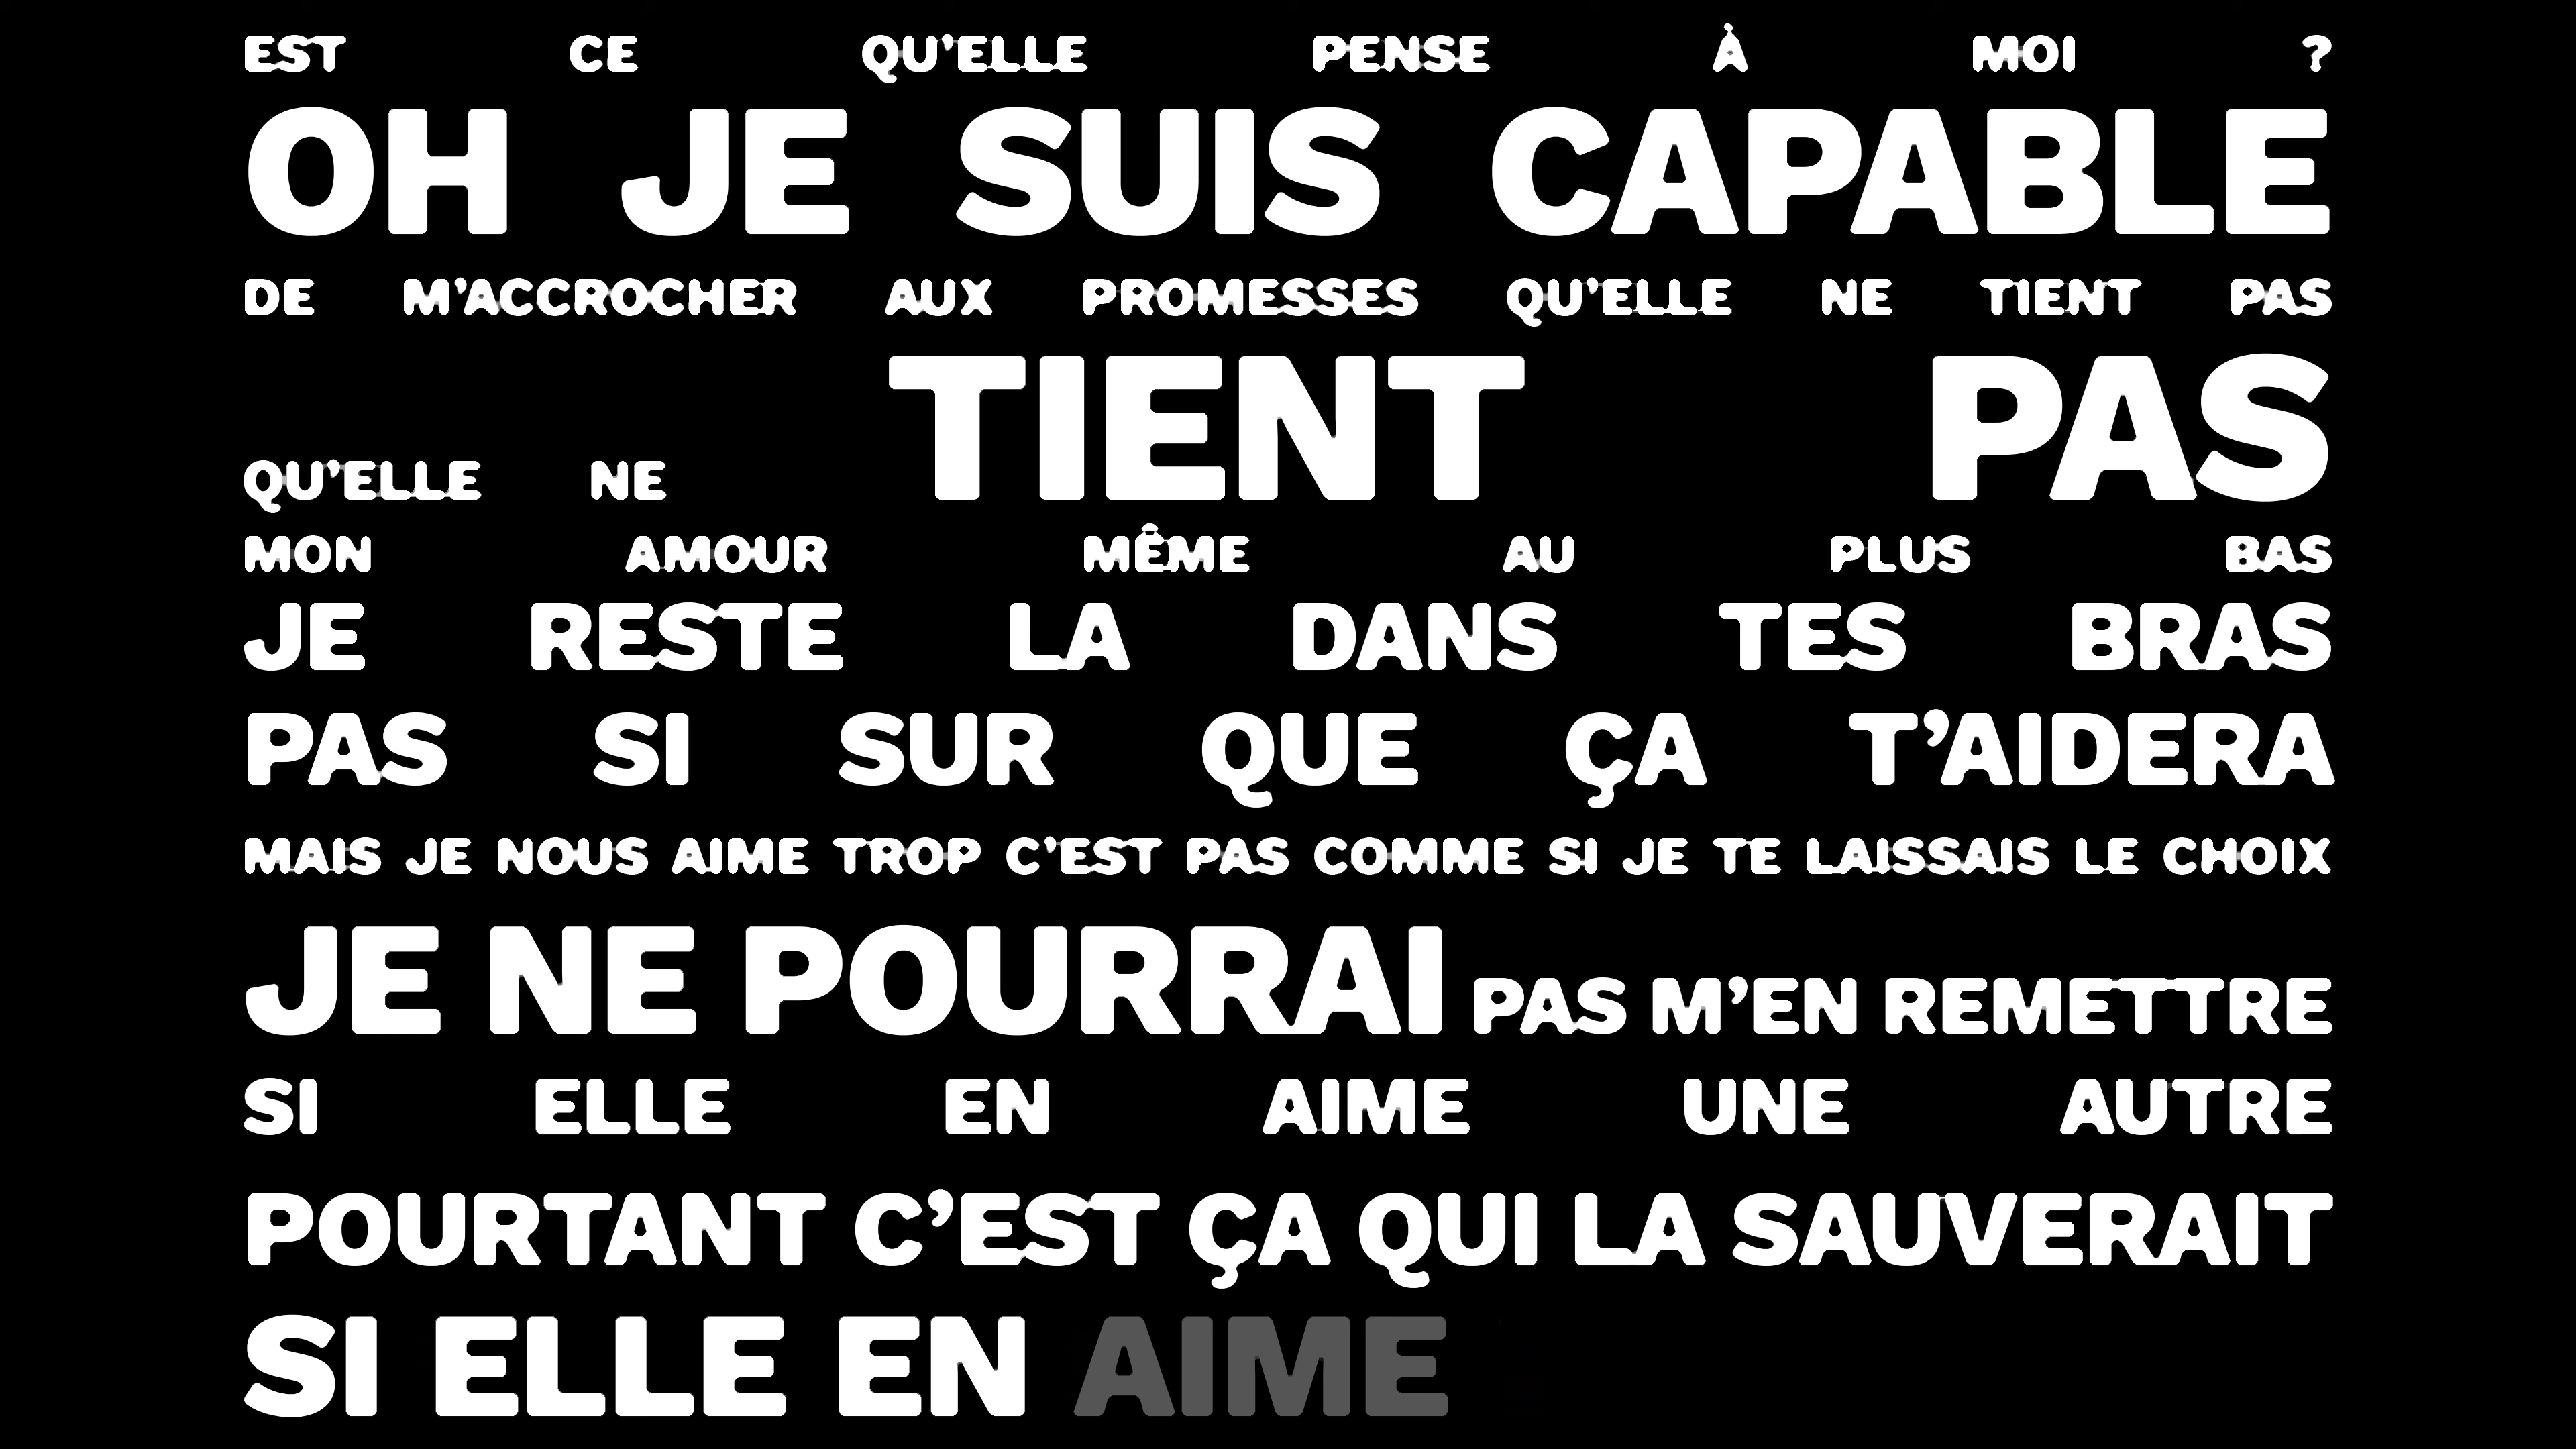 EST CE QU’ELLE PENSE À MOI ?
OH JE SUIS CAPABLE
DE M’ACCROCHER AUX PROMESSES QU’ELLE NE TIENT PAS
QU’ELLE NE TIENT PAS
MON AMOUR MÊME AU PLUS BAS
JE RESTE LA DANS TES BRAS
PAS SI SUR QUE ÇA T’AIDERA
MAIS JE NOUS AIME TROP C’EST PAS COMME SI JE TE LAISSAIS LE CHOIX
JE NE POURRAI PAS M’EN REMETTRE
SI ELLE EN AIME UNE AUTRE
POURTANT C’EST ÇA QUI LA SAUVERAIT
SI ELLE EN AIME